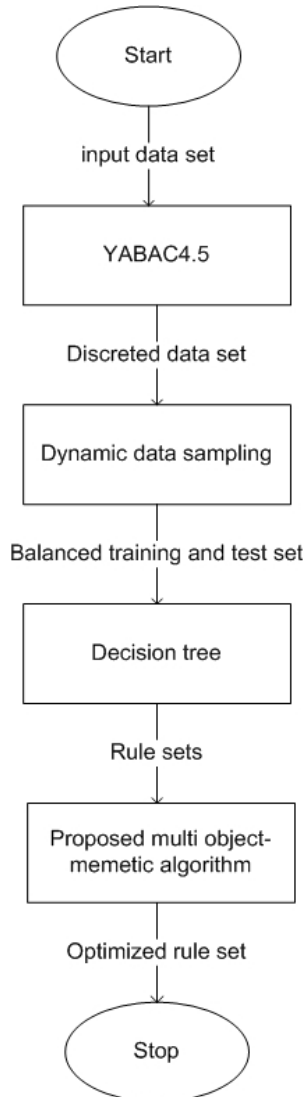 Start
input data set
YABAC4.5
Discreted data set
Dynamic data sampling
Balanced training and test set
Decision tree
Rule sets
Proposed multi object-
memetic algorithm
Optimized rule set
Stop